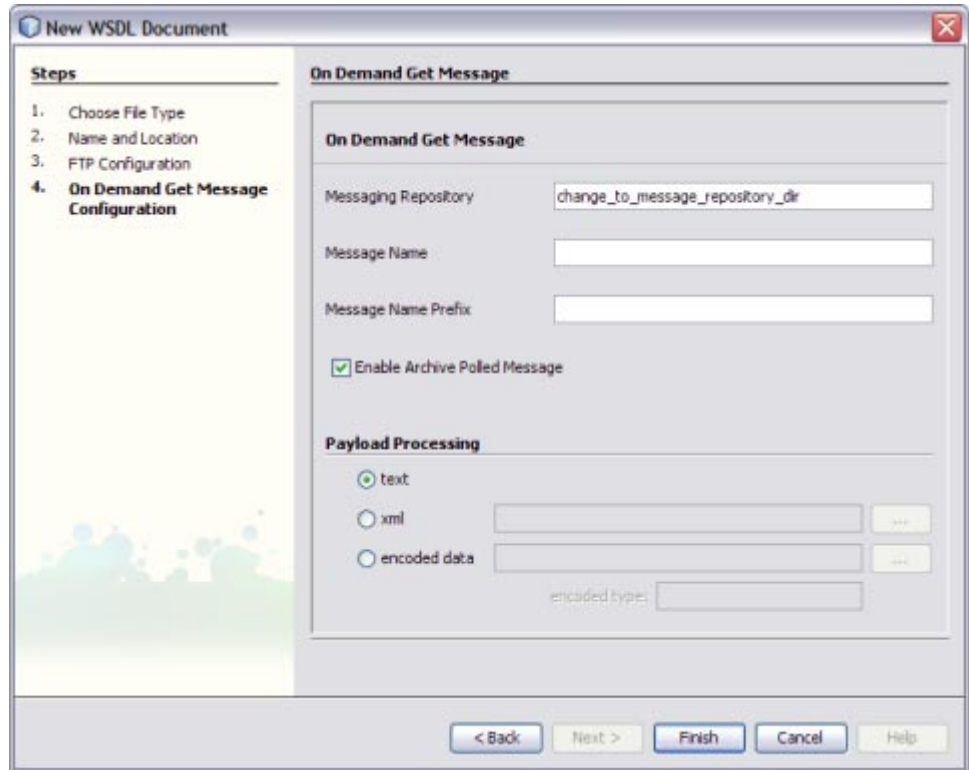 New WSDL Document
Steps
1. Choose File Type
2. Name and Location
3. FTP Configuration
4. On Demand Get Message
Configuration
On Demand Get Message
On Demand Get Message
Messaging Repository change_to_message_repository_dir
Message Name
Message Name Prefix
Enable Archive Polled Message
Payload Processing
text
xml ...
encoded data ...
encoded type:
< Back Next > Finish Cancel Help